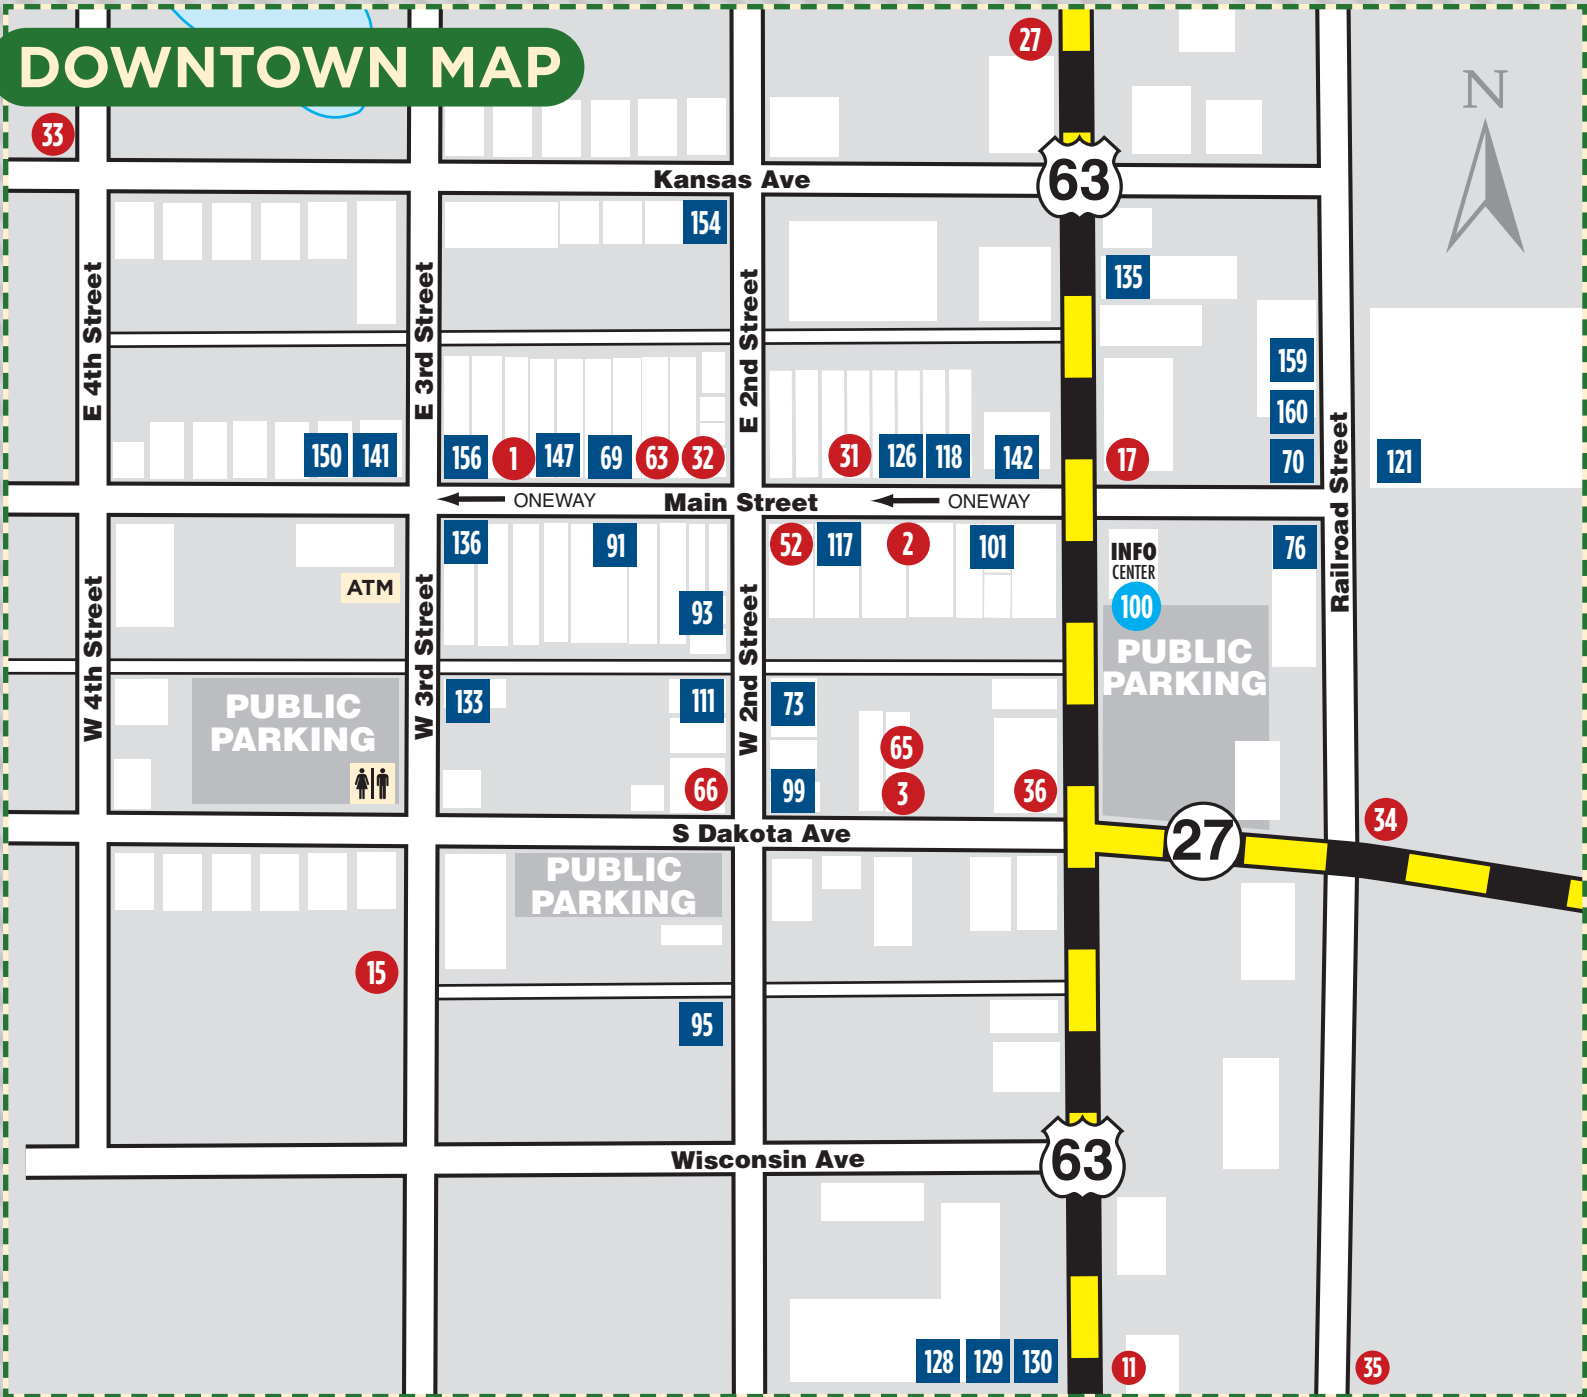 DOWNTOWN MAP
27
N
33
63
Kansas Ave
154
135
E 4th Street
E 3rd Street
E 2nd Street
159
160
150
141
156
1
147
69
63
32
31
126
118
142
17
70
121
Railroad Street
ONEWAY
Main Street
ONEWAY
136
91
52
117
2
101
INFO
CENTER
100
76
ATM
93
W 4th Street
W 3rd Street
W 2nd Street
PUBLIC
PARKING
PUBLIC
PARKING
133
111
73
65
66
99
3
36
34
S Dakota Ave
27
PUBLIC
PARKING
15
95
Wisconsin Ave
63
128
129
130
11
35